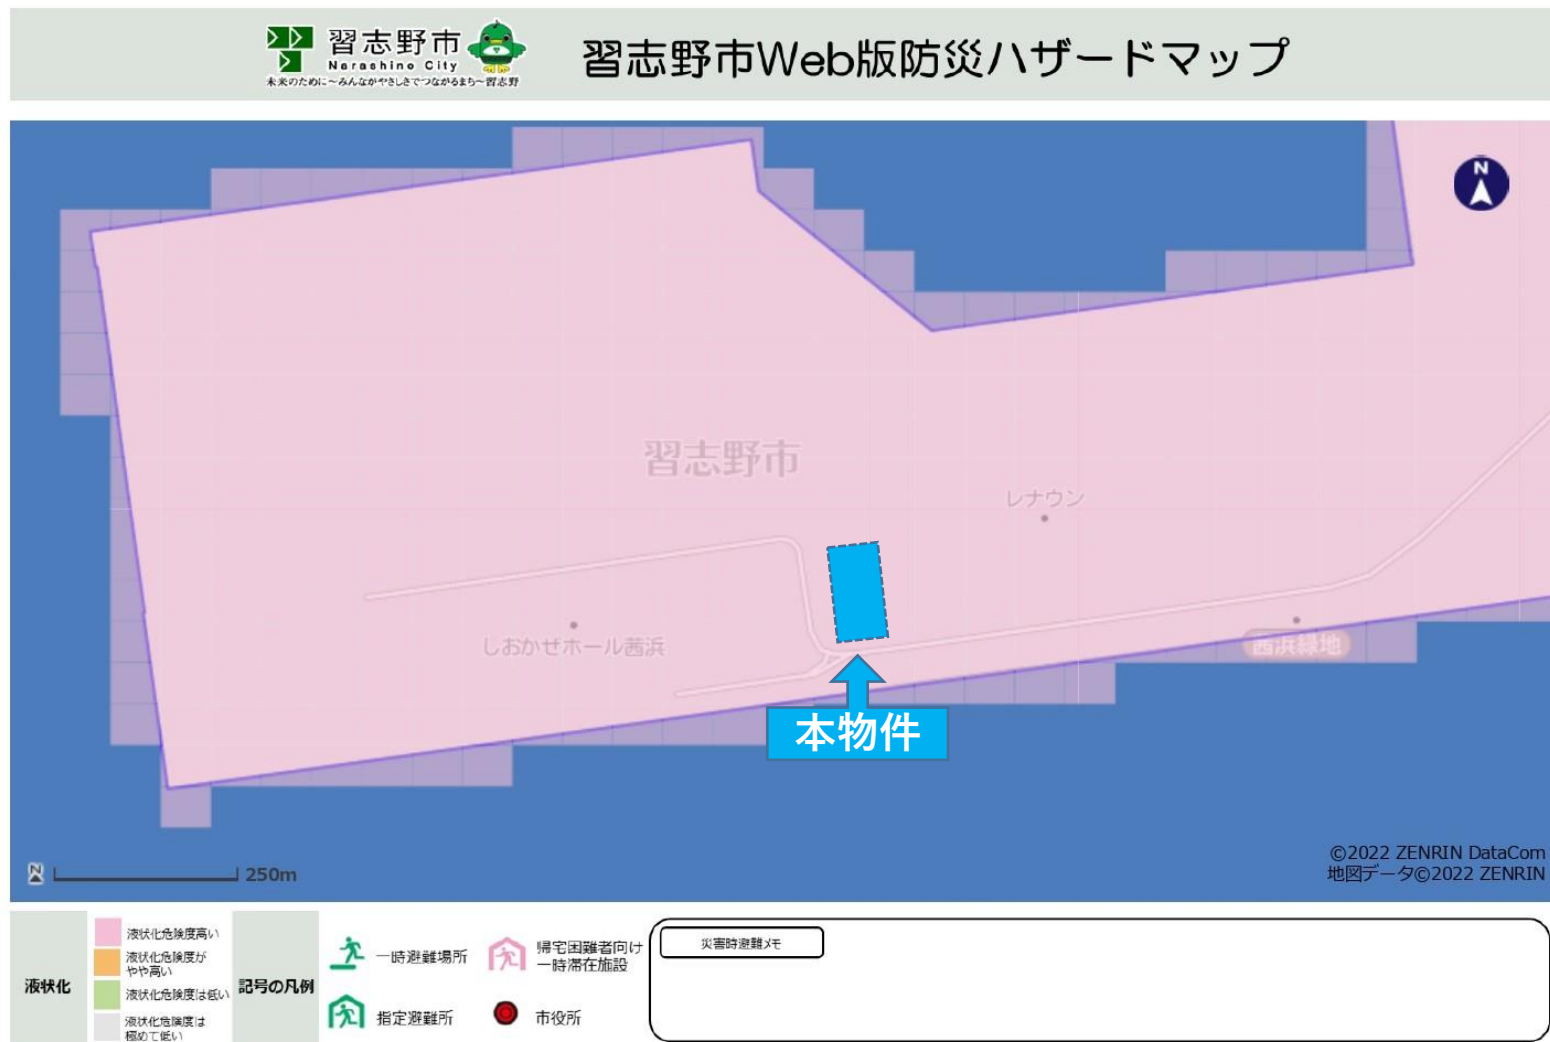 習志野市
Narashino City
未来のために～みんながやさしさでつながるまち～習志野
習志野市Web版防災ハザードマップ
N
習志野市
レナウン
しおかぜホール茜浜
茜浜緑地
本物件
N
250m
©2022 ZENRIN DataCom
地図データ©2022 ZENRIN
液状化
液状化危険度高い
液状化危険度が
やや高い
液状化危険度は低い
液状化危険度は
極めて低い
記号の凡例
一時避難場所
指定避難所
帰宅困難者向け
一時滞在施設
市役所
災害時避難メモ